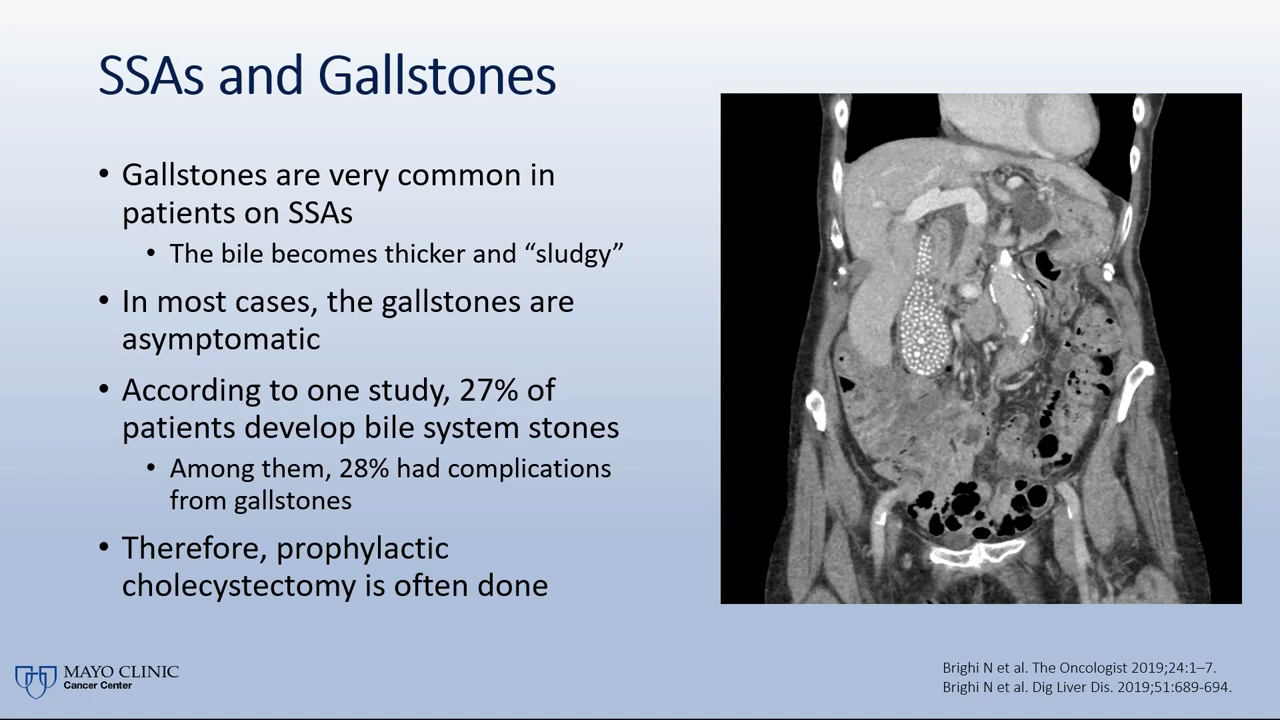 SSAs and Gallstones
• Gallstones are very common in
patients on SSAs
• The bile becomes thicker and “sludgy”
• In most cases, the gallstones are
asymptomatic
• According to one study, 27% of
patients develop bile system stones
• Among them, 28% had complications
from gallstones
• Therefore, prophylactic
cholecystectomy is often done
MAYO CLINIC
Cancer Center
Brighi N et al. The Oncologist 2019;24:1–7.
Brighi N et al. Dig Liver Dis. 2019;51:689-694.